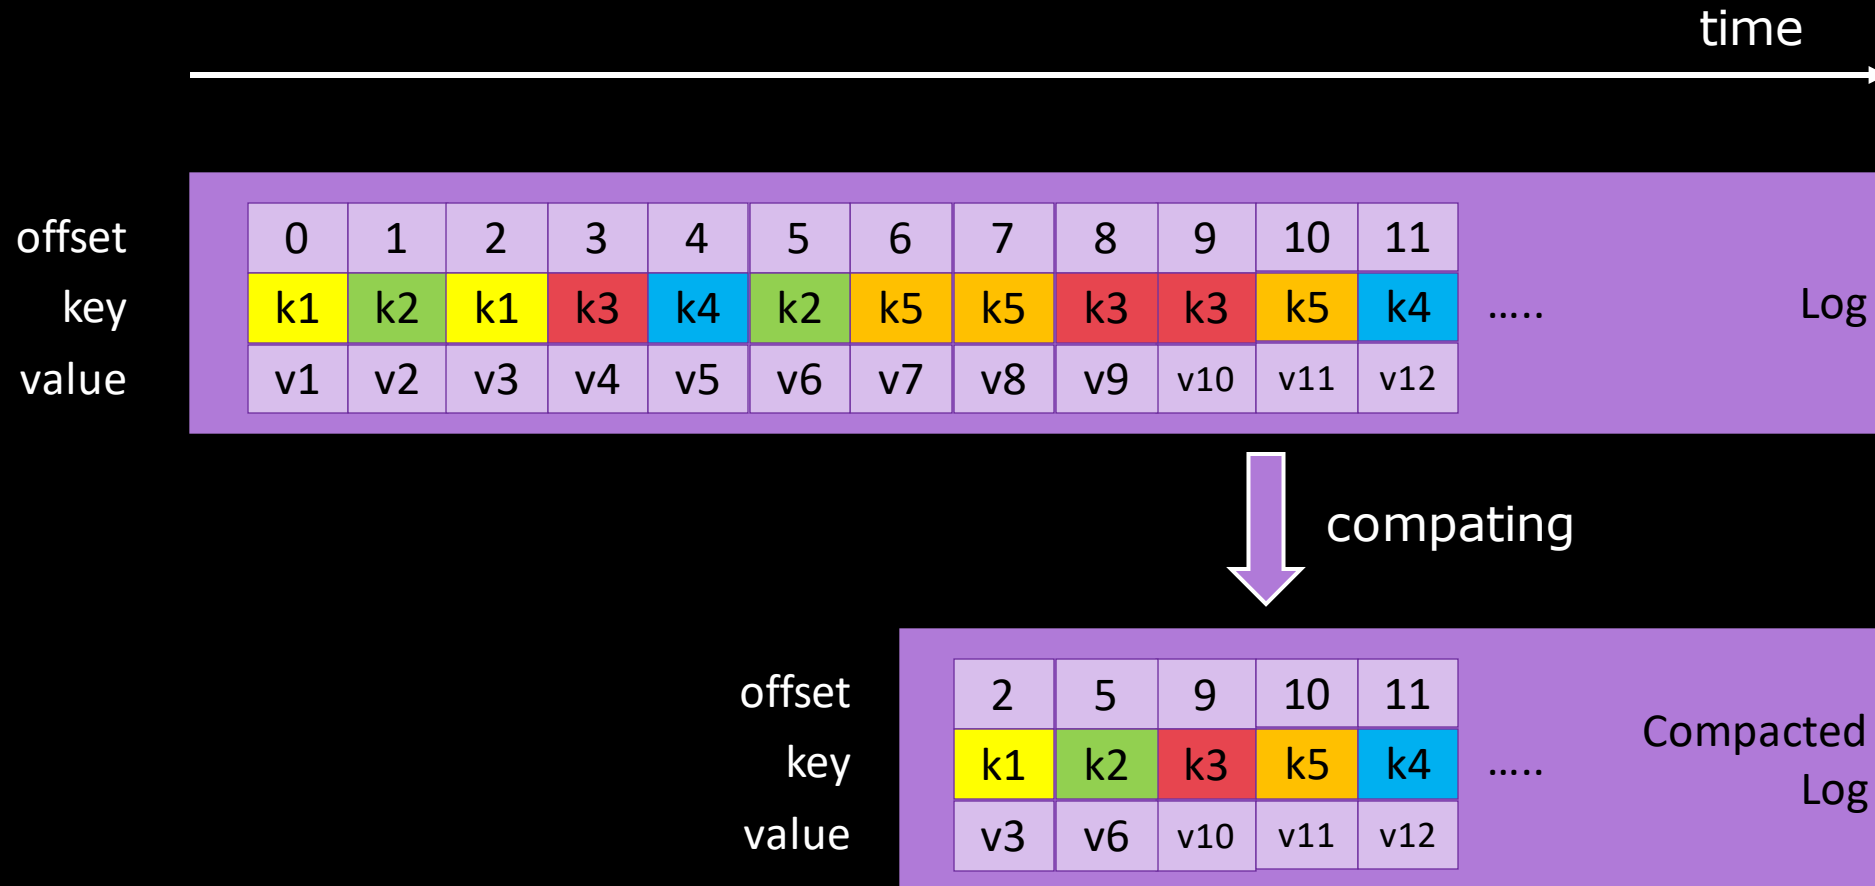 time
offset 0 1 2 3 4 5 6 7 8 9 10 11
key k1 k2 k1 k3 k4 k2 k5 k5 k3 k3 k5 k4 ..... Log
value v1 v2 v3 v4 v5 v6 v7 v8 v9 v10 v11 v12
compating
offset 2 5 9 10 11
key k1 k2 k3 k5 k4 ..... Compacted
Log
value v3 v6 v10 v11 v12